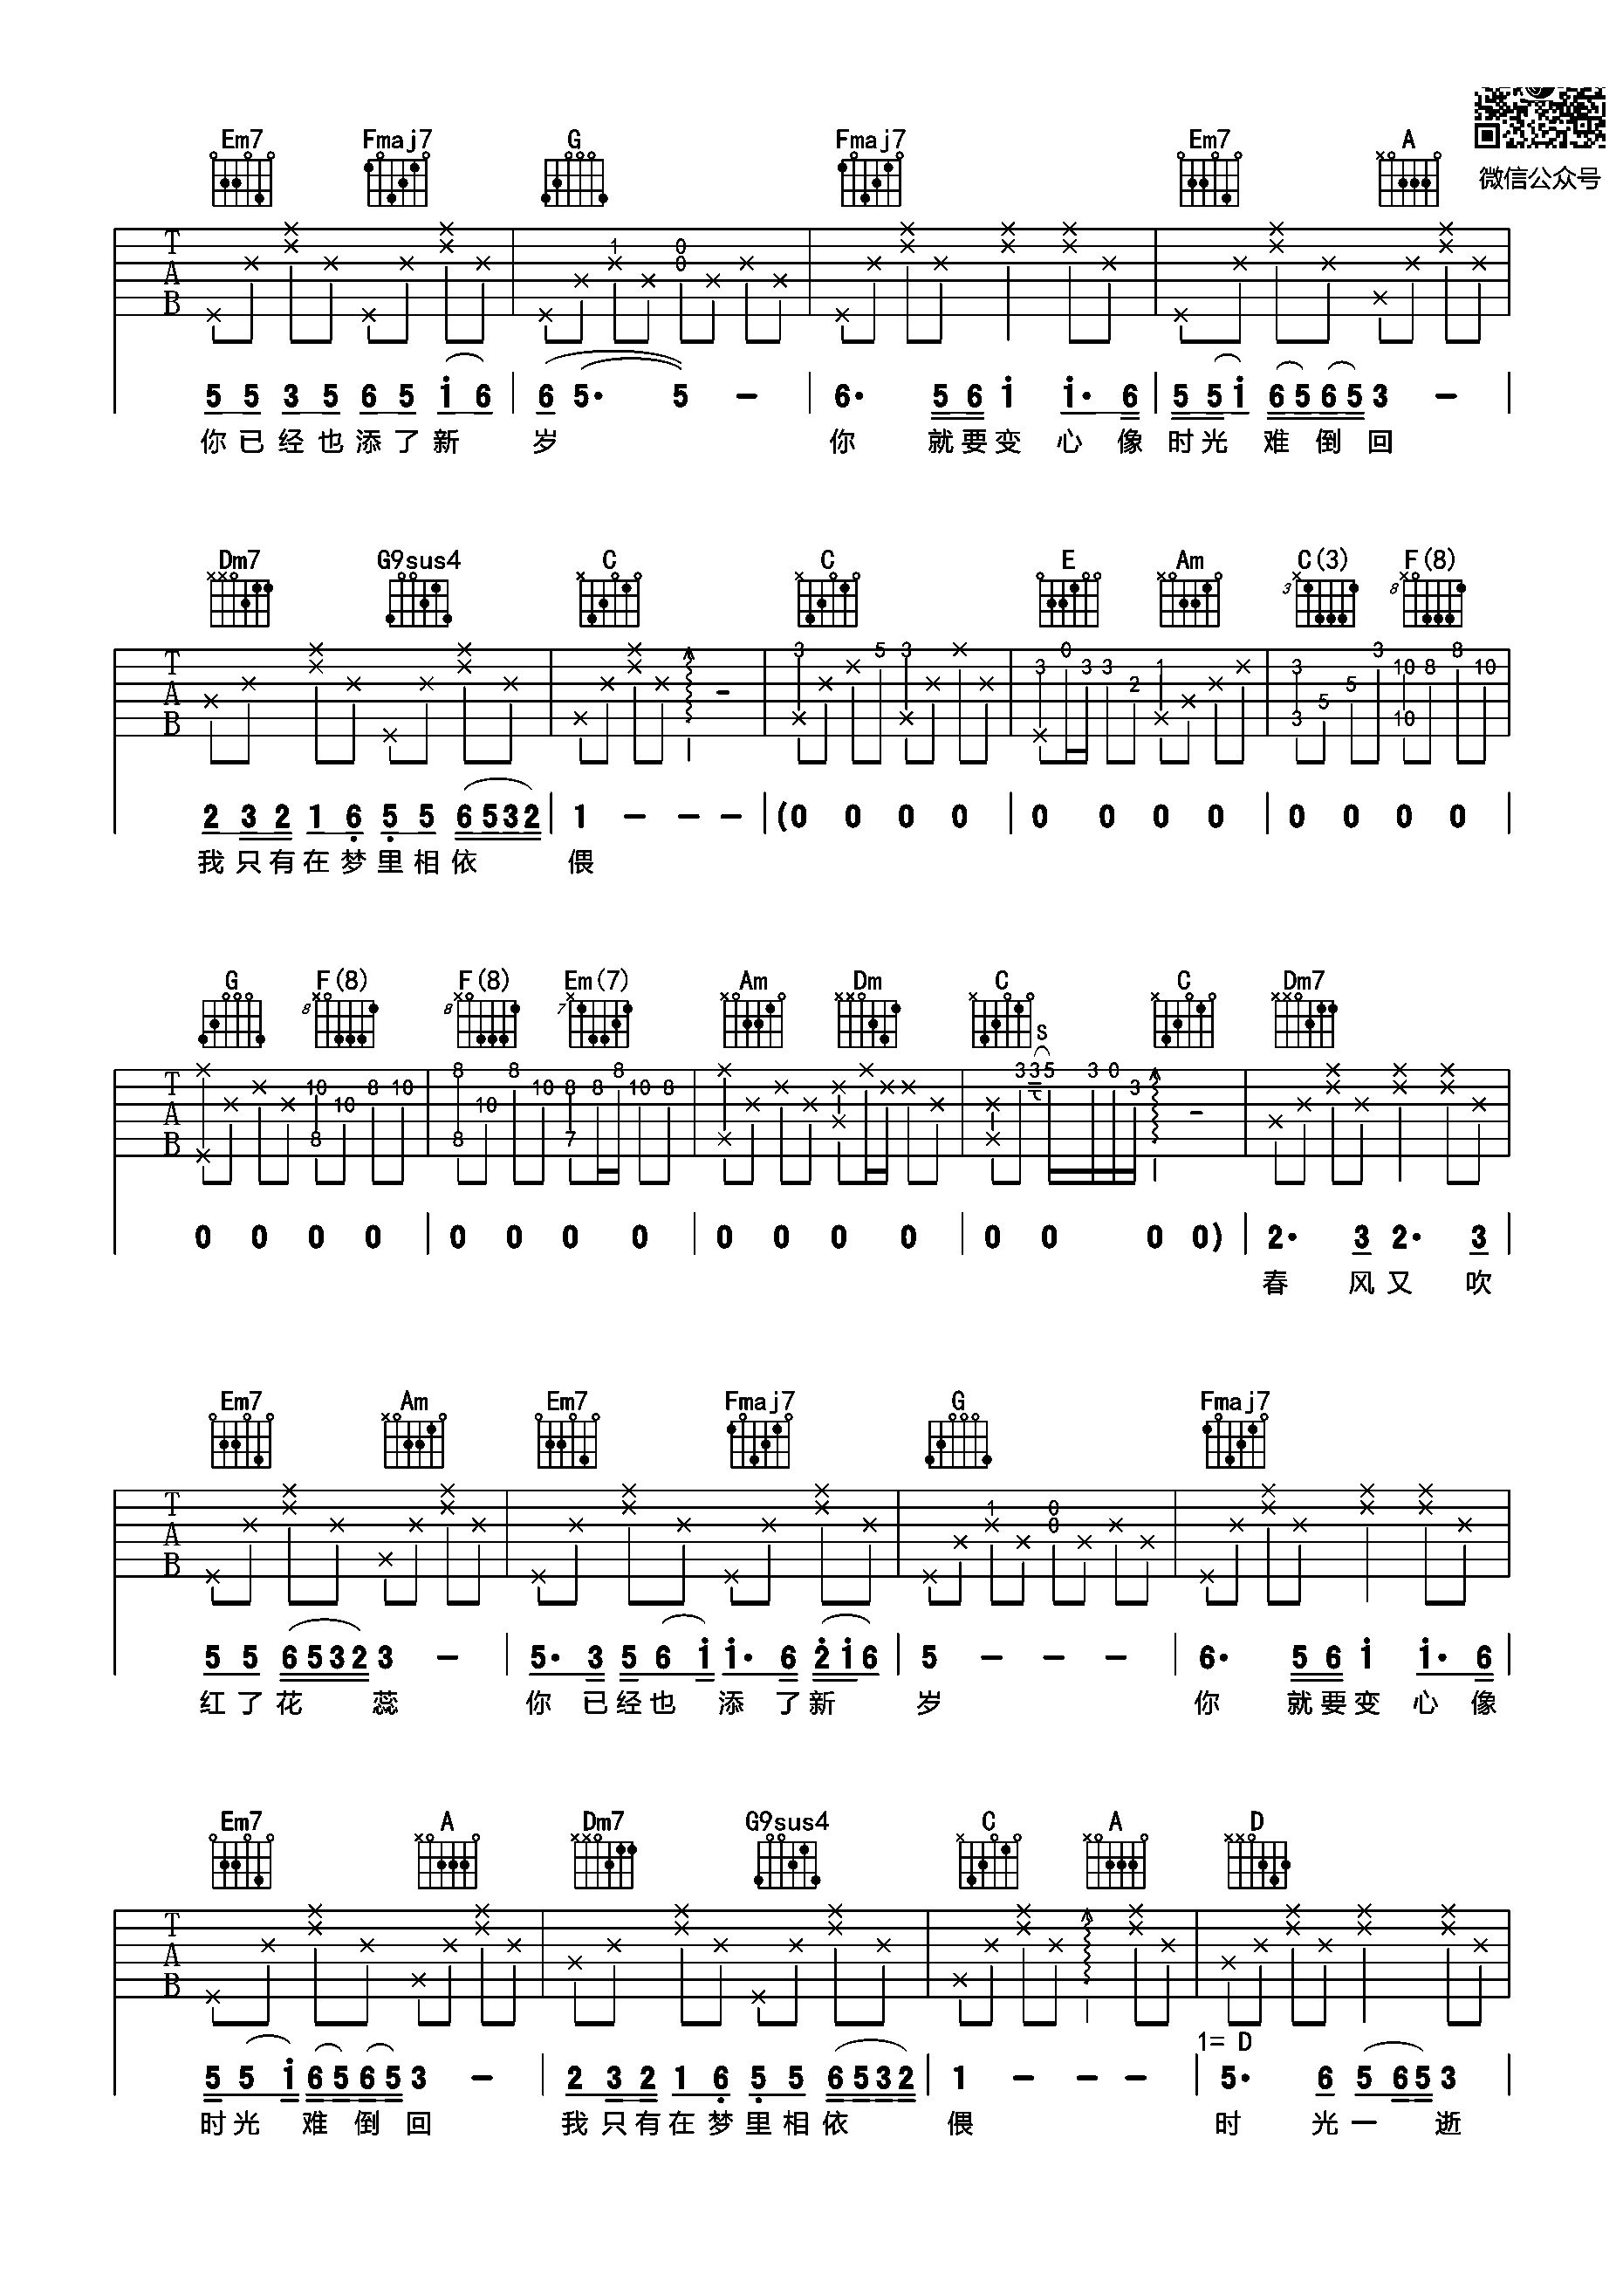 微信公众号
Em7 Fmaj7 G Fmaj7 Em7 A
T A B
1 0 0
5 5 3 5 6 5 i 6 | 6 5· 5 - | 6· 5 6 i i· 6 | 5 5 i 6 5 6 5 3 - |
你已经也添了新 岁 你 就要变 心 像 时光 难 倒 回
Dm7 G9sus4 C C E Am C(3) F(8)
3 8
T A B
3 5 3 3 0 3 3 2 1 3 3 5 5 3 10 10 8 8 10
2 3 2 1 6 5 5 6 5 3 2 | 1 - - - | (0 0 0 0 | 0 0 0 0 | 0 0 0 0 |
我只有在梦里相依 偎
G F(8) F(8) Em(7) Am Dm C C Dm7
8 8 7
S
T A B
10 8 10 8 10 8 8 10 8 10 8 7 8 8 10 8 3 3 5 3 0 3
0 0 0 0 | 0 0 0 0 | 0 0 0 0 | 0 0 0 0) | 2· 3 2· 3 |
春 风 又 吹
Em7 Am Em7 Fmaj7 G Fmaj7
T A B
1 0 0
5 5 6 5 3 2 3 - | 5· 3 5 6 i i· 6 2 i 6 | 5 - - - | 6· 5 6 i i· 6 |
红了花 蕊 你 已经也 添 了新 岁 你 就要变 心 像
Em7 A Dm7 G9sus4 C A D
T A B
1= D
5 5 i 6 5 6 5 3 - | 2 3 2 1 6 5 5 6 5 3 2 | 1 - - - | 5· 6 5 6 5 3 |
时光 难 倒 回 我只有在梦里相依 偎 时 光一 逝